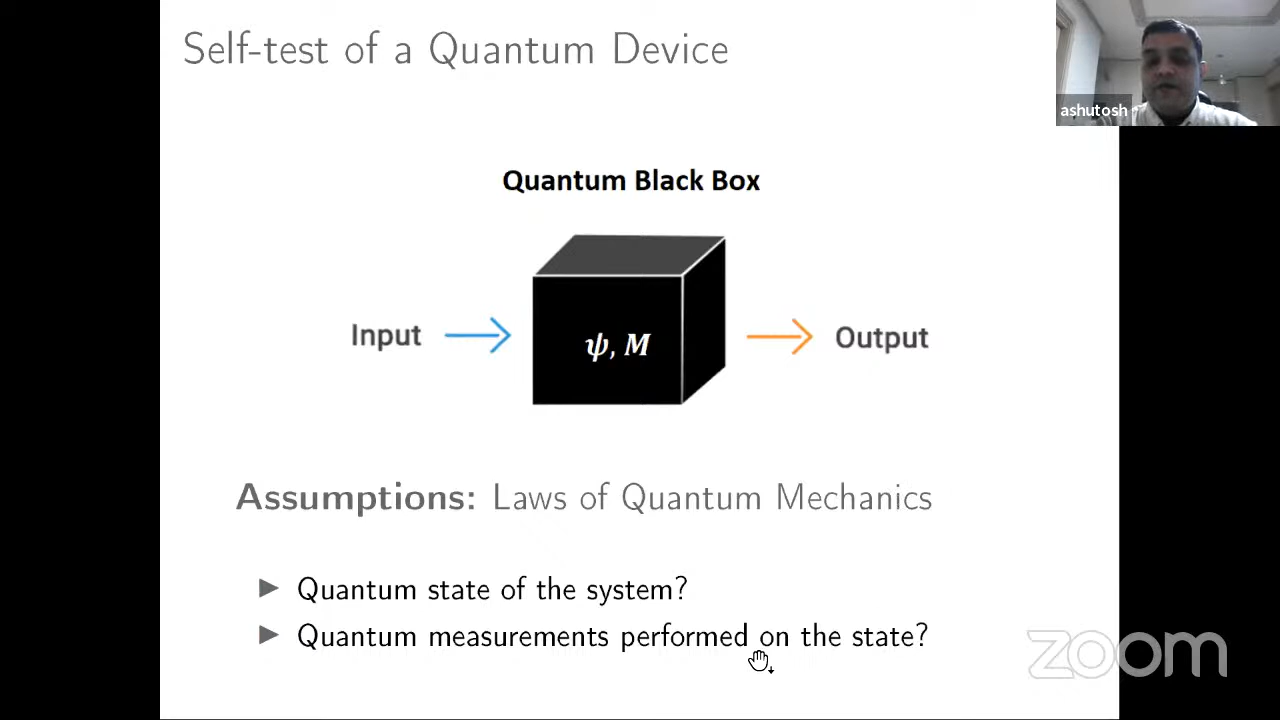 Self-test of a Quantum Device
ashutosh
Quantum Black Box
Input
ψ, M
Output
Assumptions: Laws of Quantum Mechanics
▶ Quantum state of the system?
▶ Quantum measurements performed on the state?
zoom